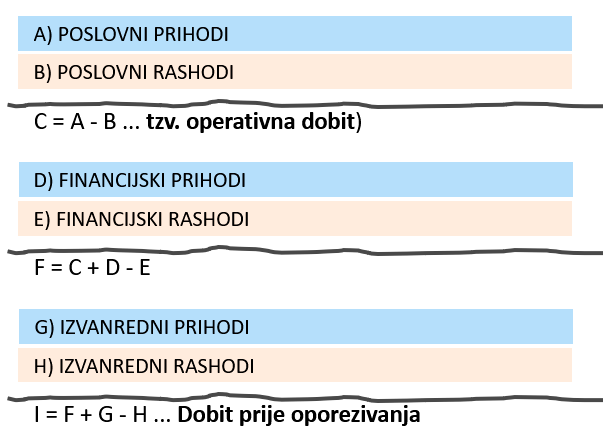 A) POSLOVNI PRIHODI
B) POSLOVNI RASHODI
C = A - B ... tzv. operativna dobit)
D) FINANCIJSKI PRIHODI
E) FINANCIJSKI RASHODI
F = C + D - E
G) IZVANREDNI PRIHODI
H) IZVANREDNI RASHODI
I = F + G - H ... Dobit prije oporezivanja